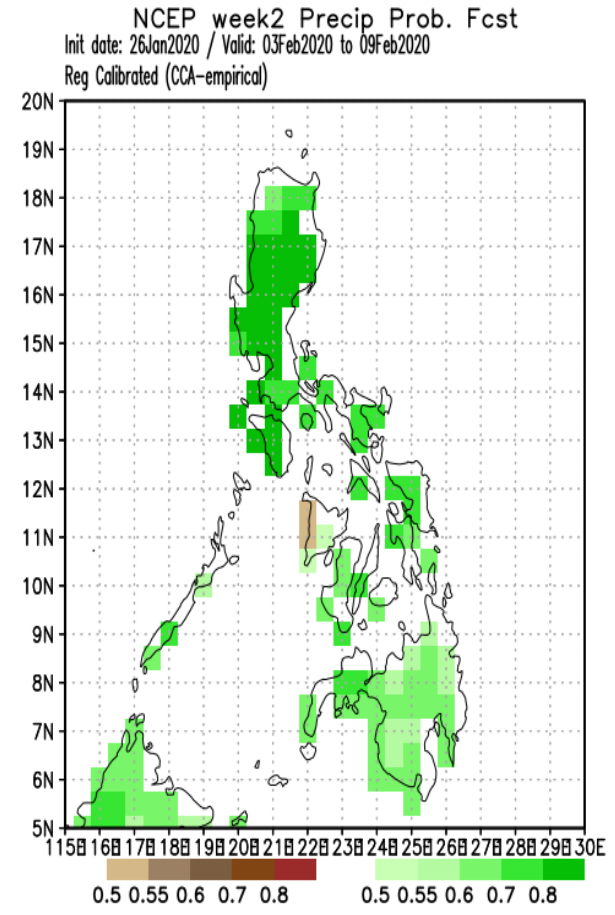 NCEP week2 Precip Prob. Fcst
Init date: 26Jan2020 / Valid: 03Feb2020 to 09Feb2020
Reg Calibrated (CCA-empirical)
20N
19N
18N
17N
16N
15N
14N
13N
12N
11N
10N
9N
8N
7N
6N
5N
115E 116E 117E 118E 119E 120E 121E 122E 123E 124E 125E 126E 127E 128E 129E 130E
0.5 0.55 0.6 0.7 0.8 0.5 0.55 0.6 0.7 0.8